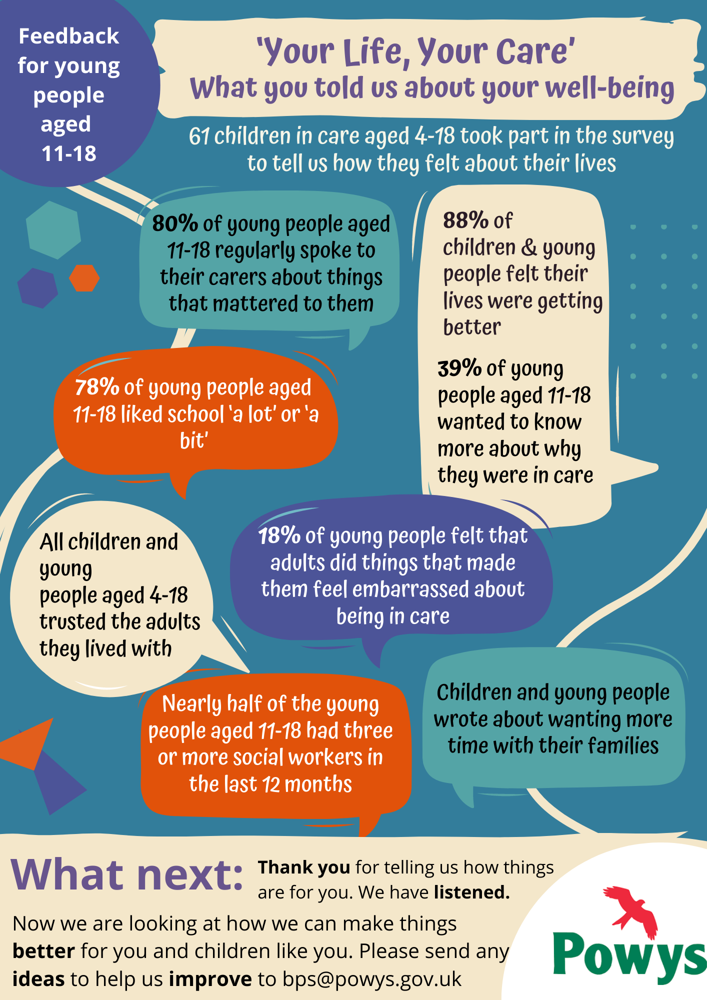 Feedback
for young
people
aged
11-18
‘Your Life, Your Care’
What you told us about your well-being
61 children in care aged 4-18 took part in the survey
to tell us how they felt about their lives
80% of young people aged
11-18 regularly spoke to
their carers about things
that mattered to them
88% of
children & young
people felt their
lives were getting
better
39% of young
people aged 11-18
wanted to know
more about why
they were in care
78% of young people aged
11-18 liked school ‘a lot’ or ‘a
bit’
All children and
young
people aged 4-18
trusted the adults
they lived with
18% of young people felt that
adults did things that made
them feel embarrassed about
being in care
Nearly half of the young
people aged 11-18 had three
or more social workers in
the last 12 months
Children and young people
wrote about wanting more
time with their families
What next:
Thank you for telling us how things
are for you. We have listened.
Now we are looking at how we can make things
better for you and children like you. Please send any
ideas to help us improve to bps@powys.gov.uk
Powys